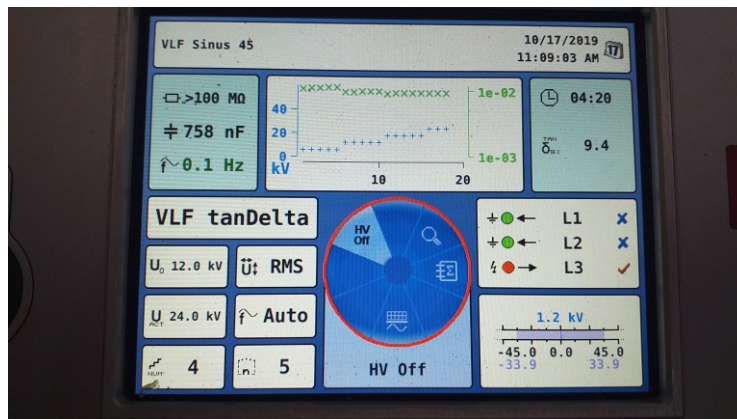 VLF Sinus 45
10/17/2019
11:09:03 AM
17
>100 MΩ
758 nF
f 0.1 Hz
40
20
0
kV
10
20
1e-02
1e-03
04:20
TAN
δ 9.4
VLF tanDelta
U₀ 12.0 kV
Û↕ RMS
U ACT 24.0 kV
f Auto
NUM 4
n 5
HV
Off
Σ
HV Off
L1 ✗
L2 ✗
L3 ✓
1.2 kV
-45.0 0.0 45.0
-33.9 33.9